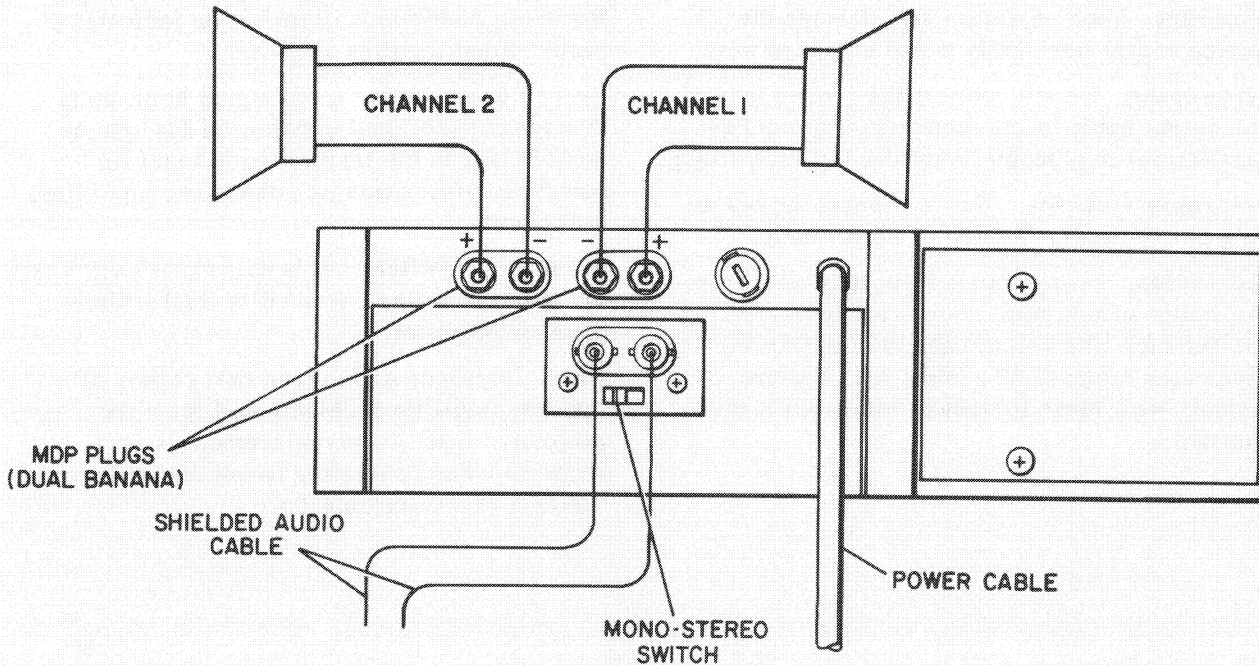 CHANNEL 2
CHANNEL 1
+ − − +
MDP PLUGS
(DUAL BANANA)
SHIELDED AUDIO
CABLE
POWER CABLE
MONO-STEREO
SWITCH